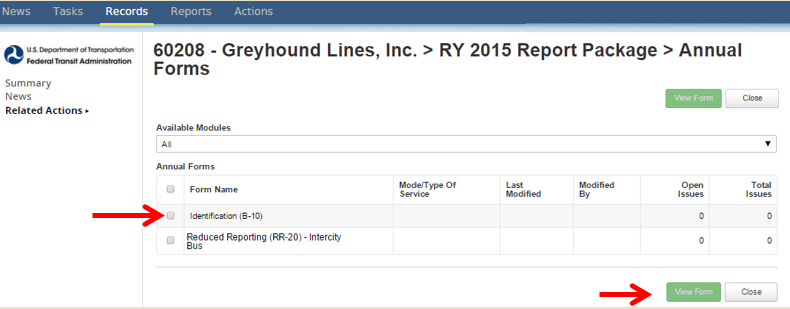 News Tasks Records Reports Actions
U.S. Department of Transportation
Federal Transit Administration
Summary
News
Related Actions ▸
60208 - Greyhound Lines, Inc. > RY 2015 Report Package > Annual
Forms
View Form Close
Available Modules
All
Annual Forms
Form Name Mode/Type Of Service Last Modified Modified By Open Issues Total Issues
Identification (B-10) 0 0
Reduced Reporting (RR-20) - Intercity
Bus 0 0
View Form Close